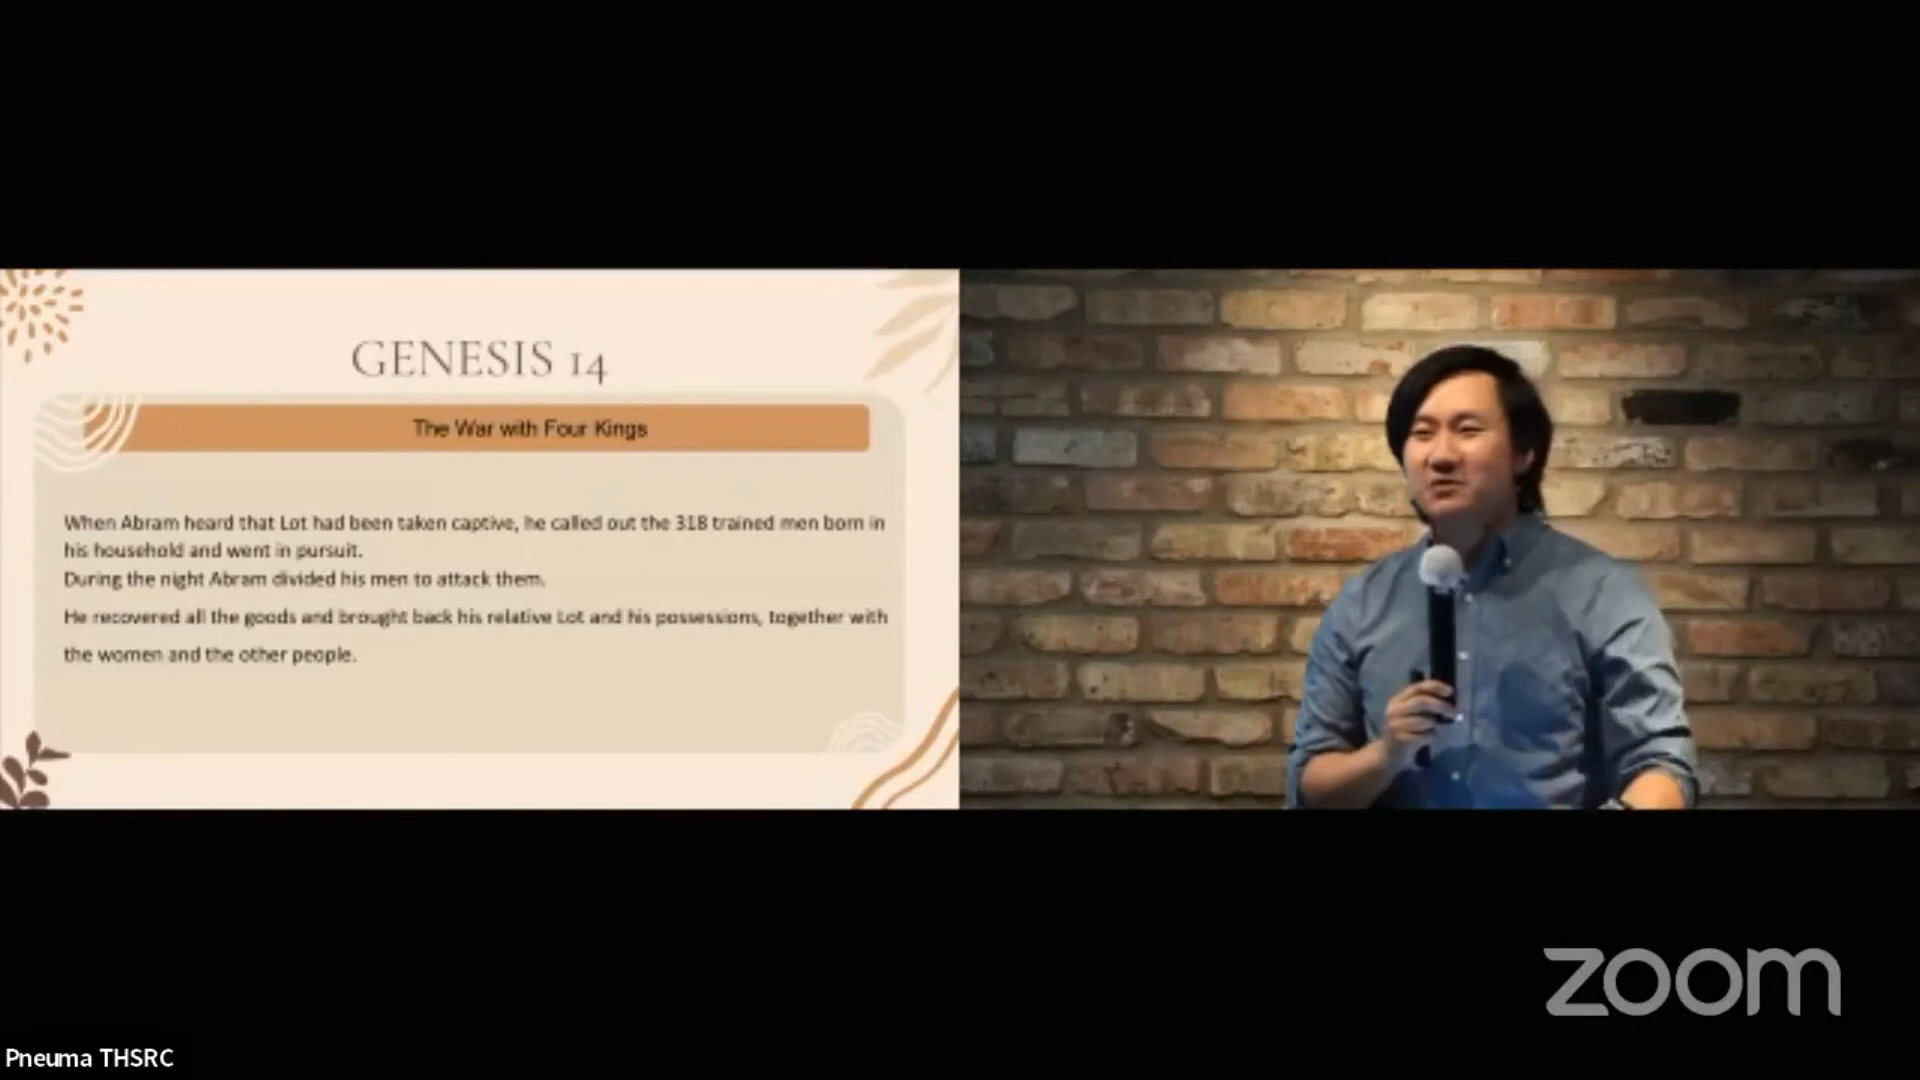 GENESIS 14
The War with Four Kings
When Abram heard that Lot had been taken captive, he called out the 318 trained men born in
his household and went in pursuit.
During the night Abram divided his men to attack them.
He recovered all the goods and brought back his relative Lot and his possessions, together with
the women and the other people.
zoom
Pneuma THSRC